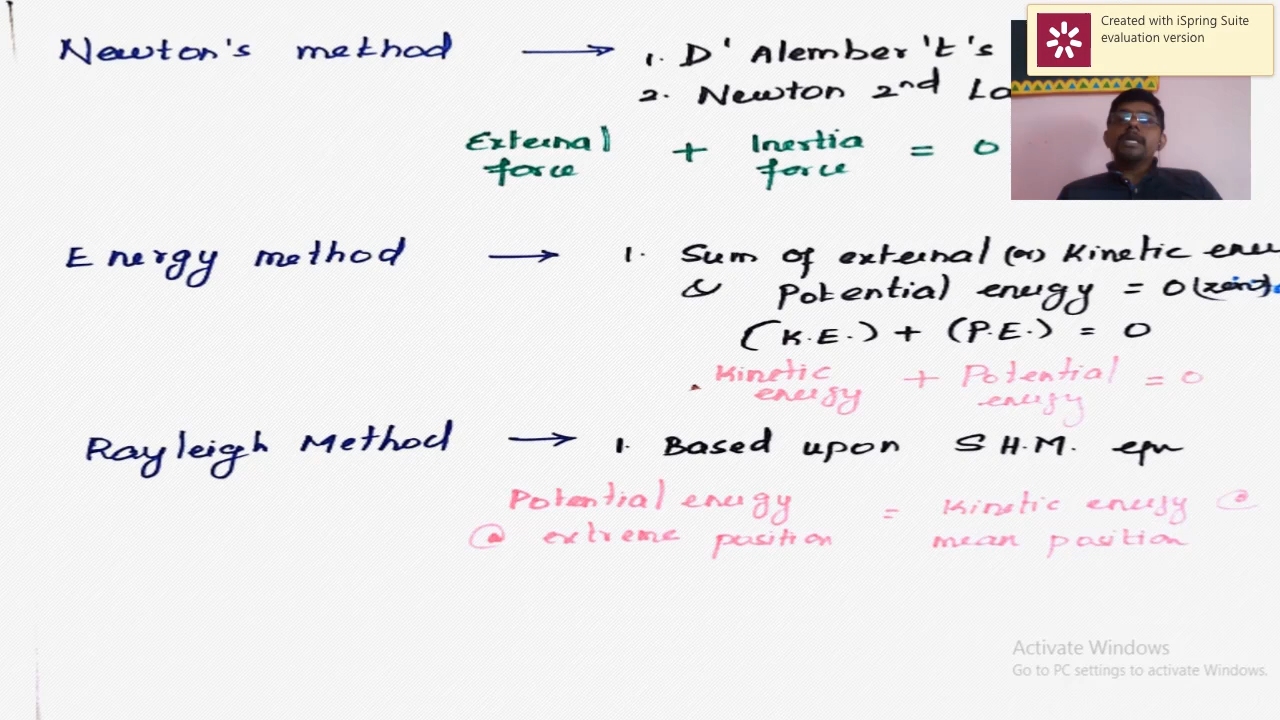 Newton's method → 1. D'Alember't's
2. Newton 2nd
External force + Inertia force = 0
Energy method → 1. Sum of external (or) Kinetic
& Potential energy = 0 (zero)
(K.E.) + (P.E.) = 0
Kinetic energy + Potential energy = 0
Rayleigh Method → 1. Based upon S.H.M. eqn
Potential energy @ extreme position = Kinetic energy @ mean position
Created with iSpring Suite
evaluation version
Activate Windows
Go to PC settings to activate Windows.